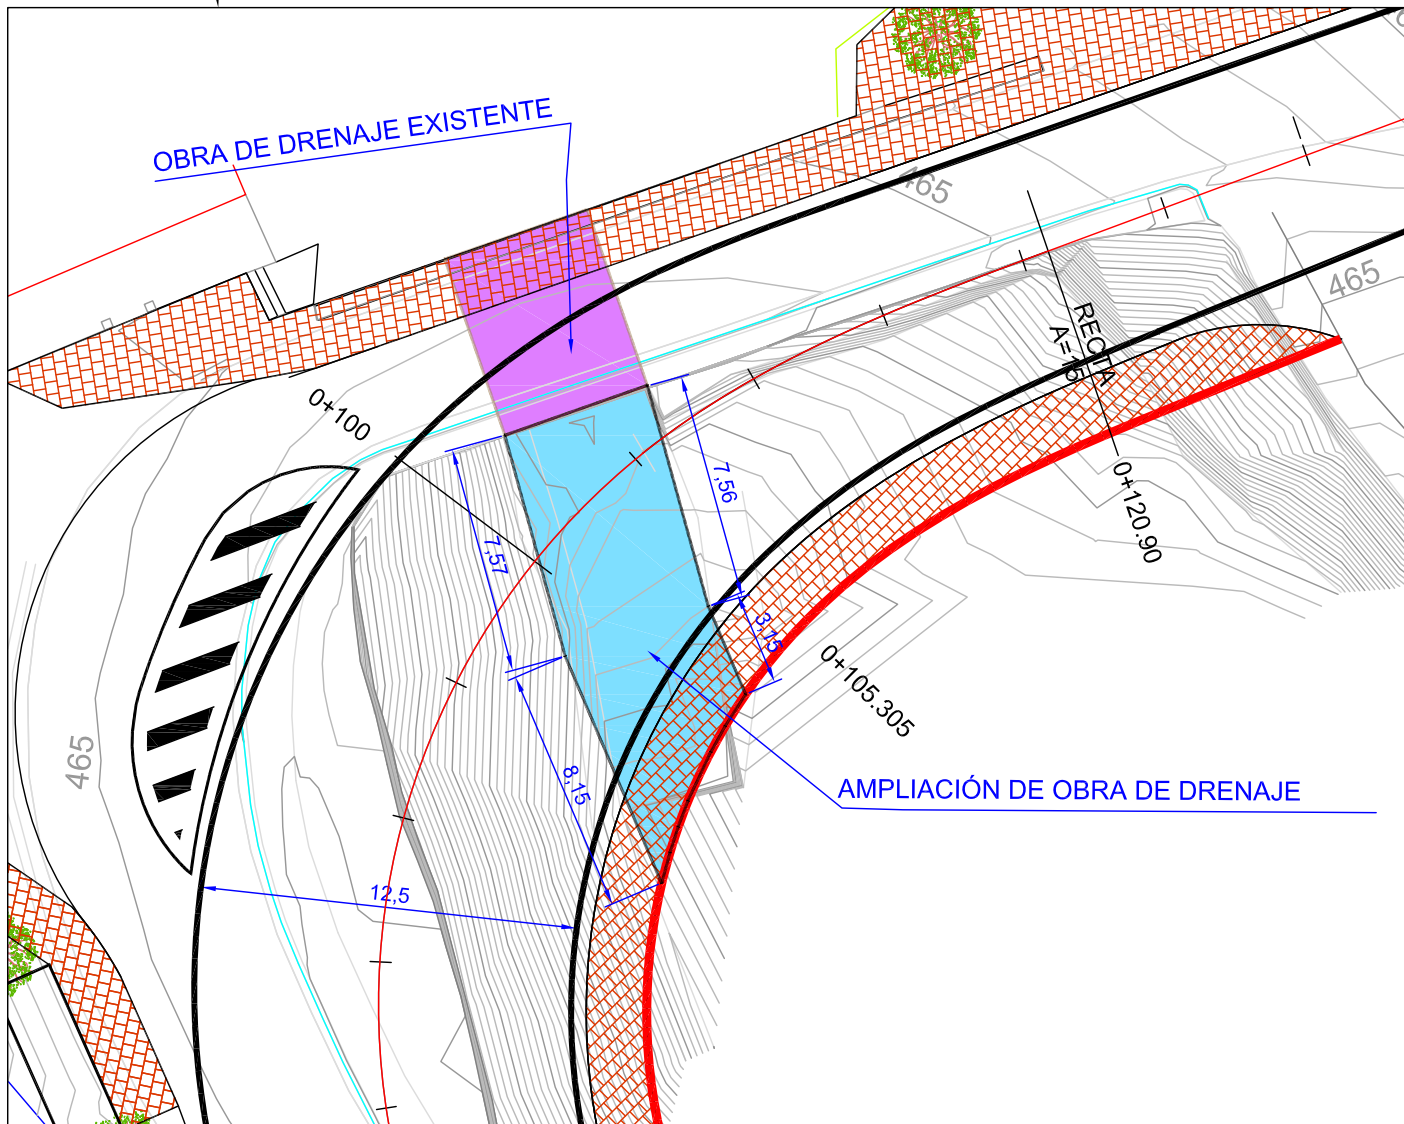 OBRA DE DRENAJE EXISTENTE
465
465
RECTA
A=15
0+100
7,56
7,57
0+120.90
3,15
0+105.305
465
8,15
AMPLIACIÓN DE OBRA DE DRENAJE
12,5